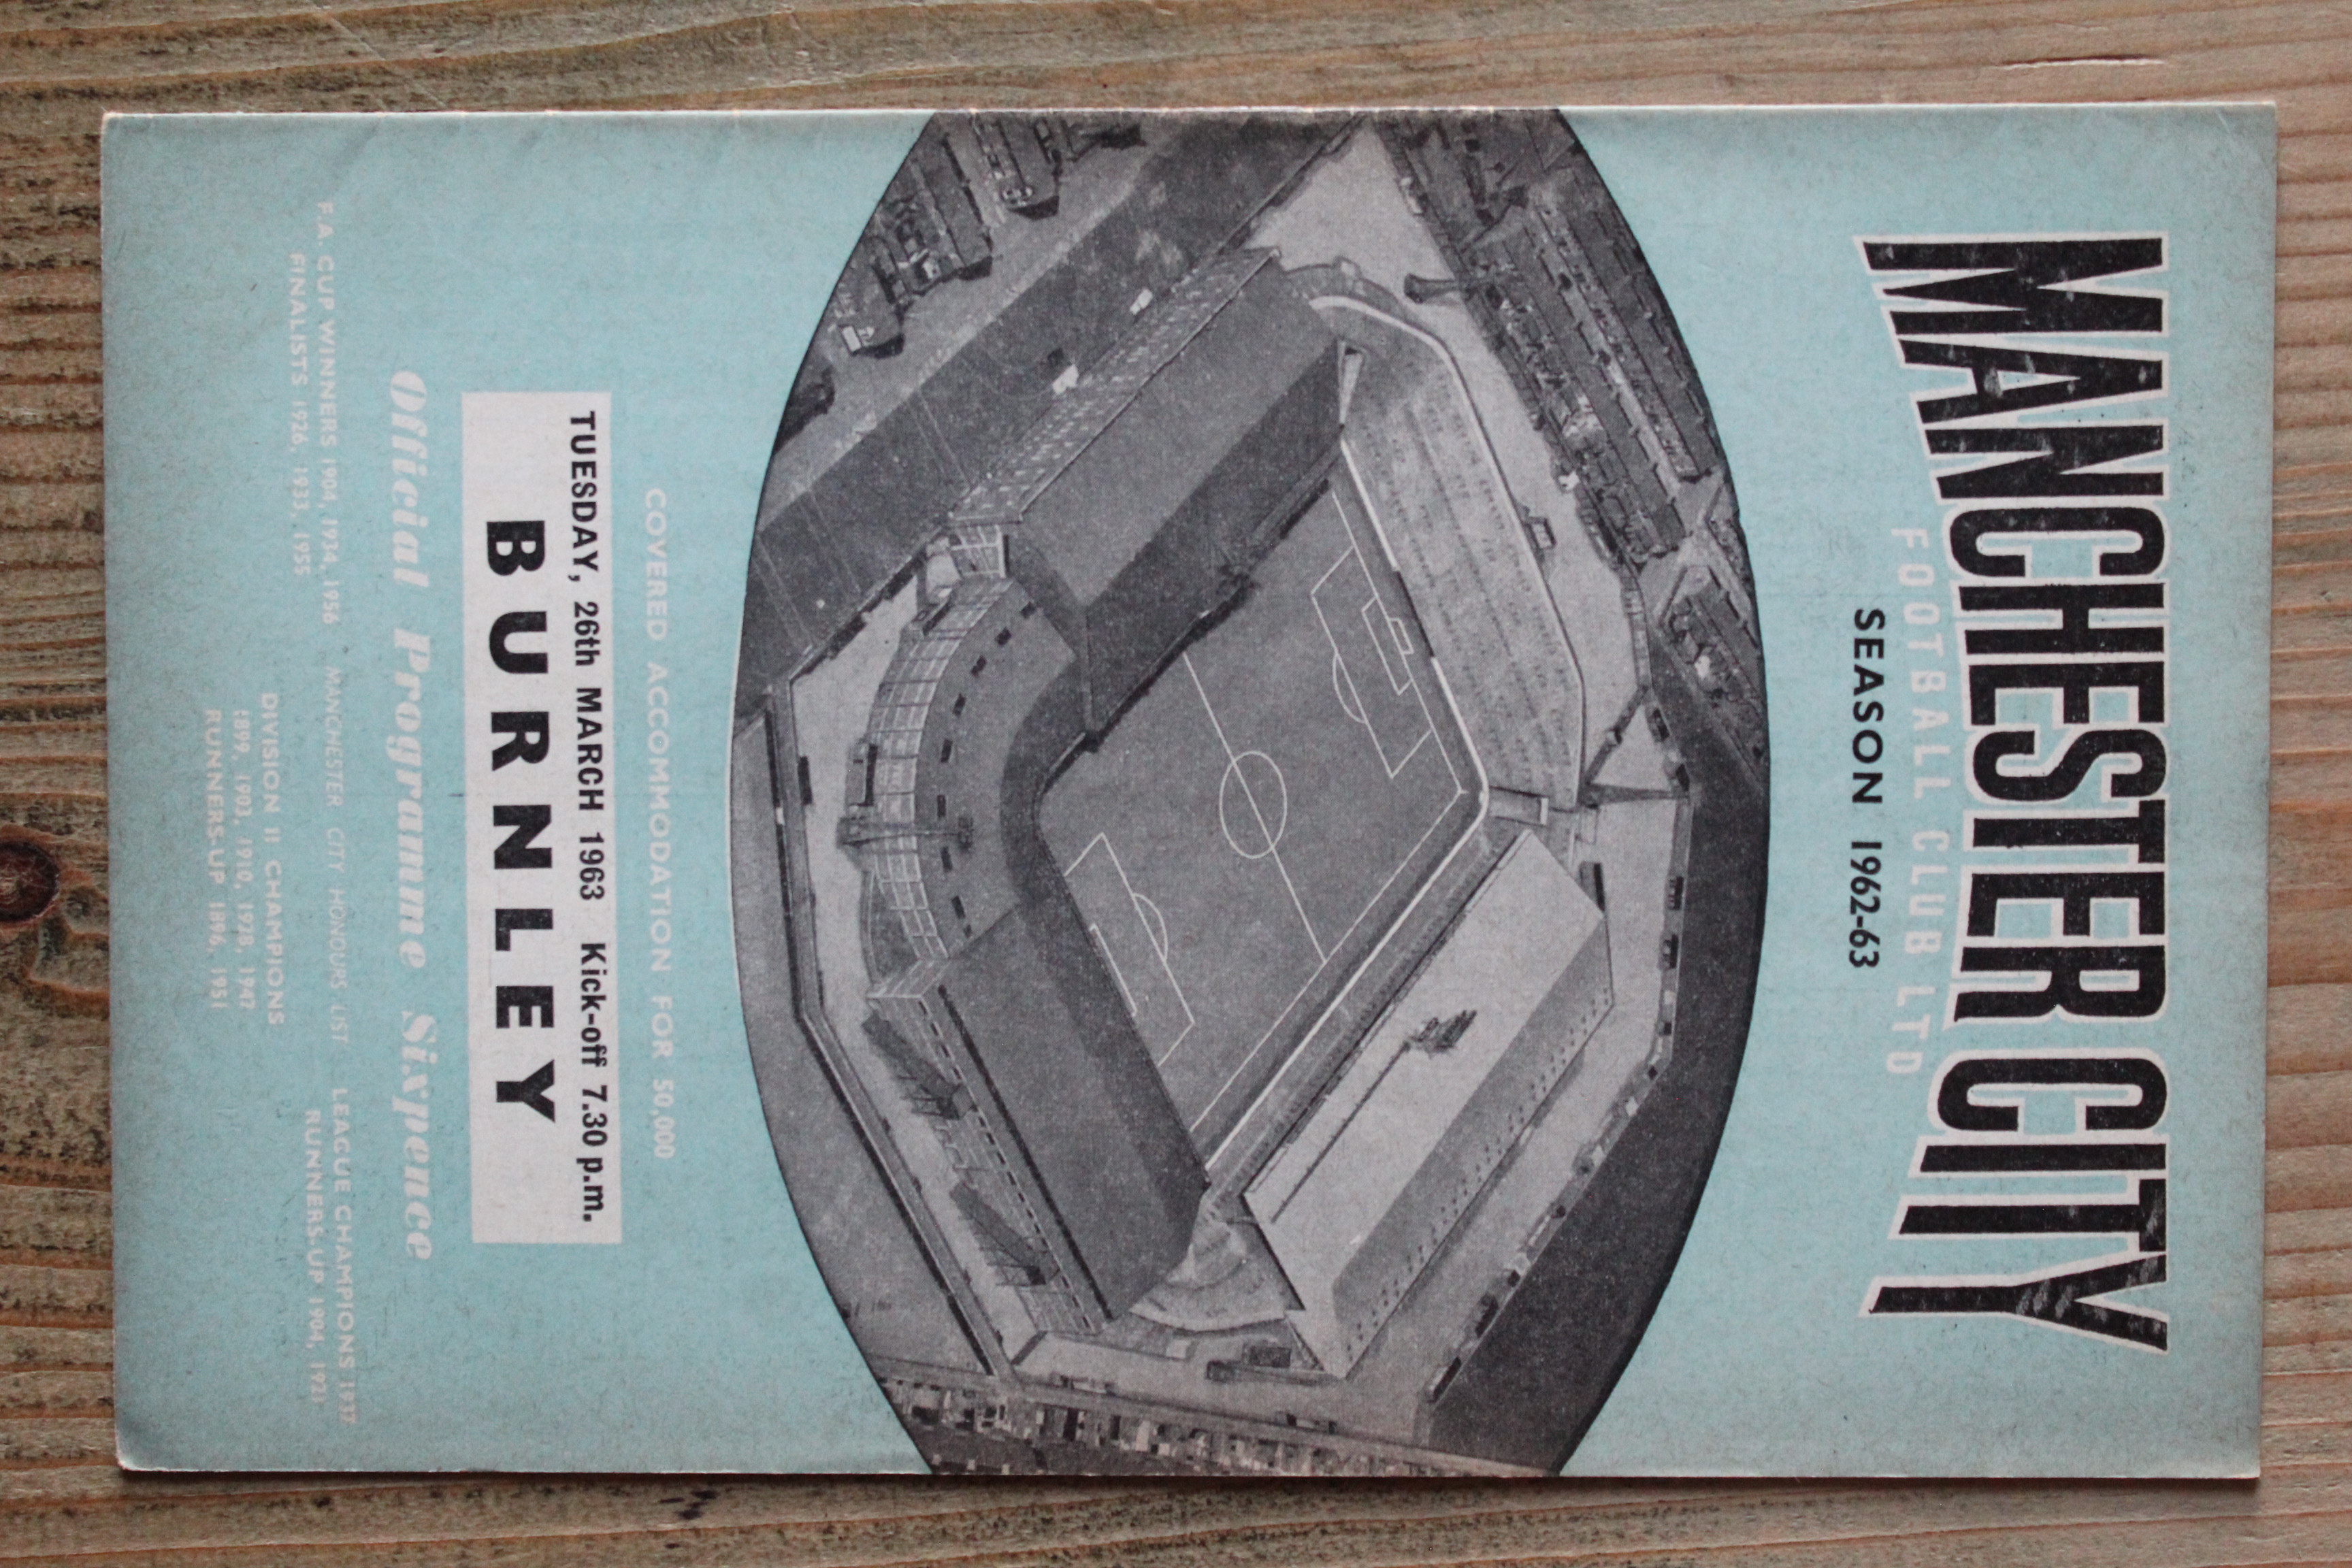 MANCHESTER CITY
FOOTBALL CLUB LTD
SEASON 1962-63
COVERED ACCOMMODATION FOR 50,000
TUESDAY, 26th MARCH 1963 Kick-off 7.30 p.m.
BURNLEY
Official Programme Sixpence
MANCHESTER CITY HONOURS LIST
F.A. CUP WINNERS 1904, 1934, 1956
FINALISTS 1926, 1933, 1955
LEAGUE CHAMPIONS 1937
RUNNERS-UP 1904, 1921
DIVISION II CHAMPIONS
1899, 1903, 1910, 1928, 1947
RUNNERS-UP 1896, 1951